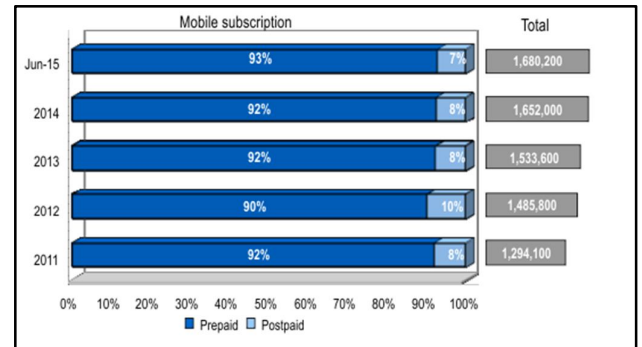 Mobile subscription Total
Jun-15 93% 7% 1,680,200
2014 92% 8% 1,652,000
2013 92% 8% 1,533,600
2012 90% 10% 1,485,800
2011 92% 8% 1,294,100
0% 10% 20% 30% 40% 50% 60% 70% 80% 90% 100%
Prepaid Postpaid